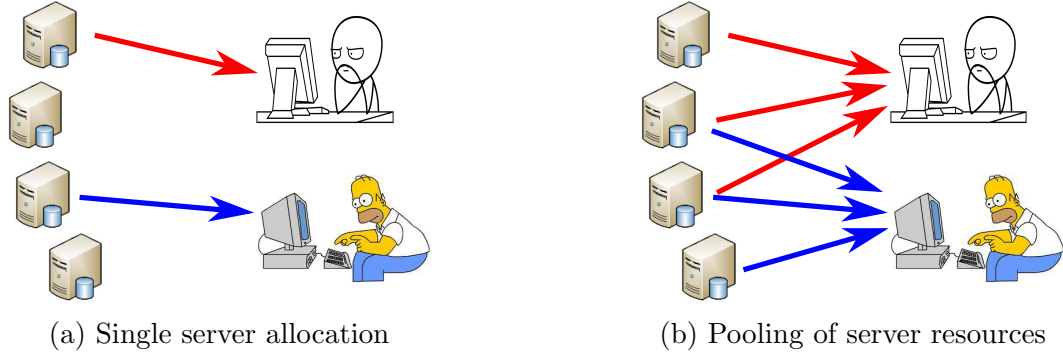 (a) Single server allocation
(b) Pooling of server resources